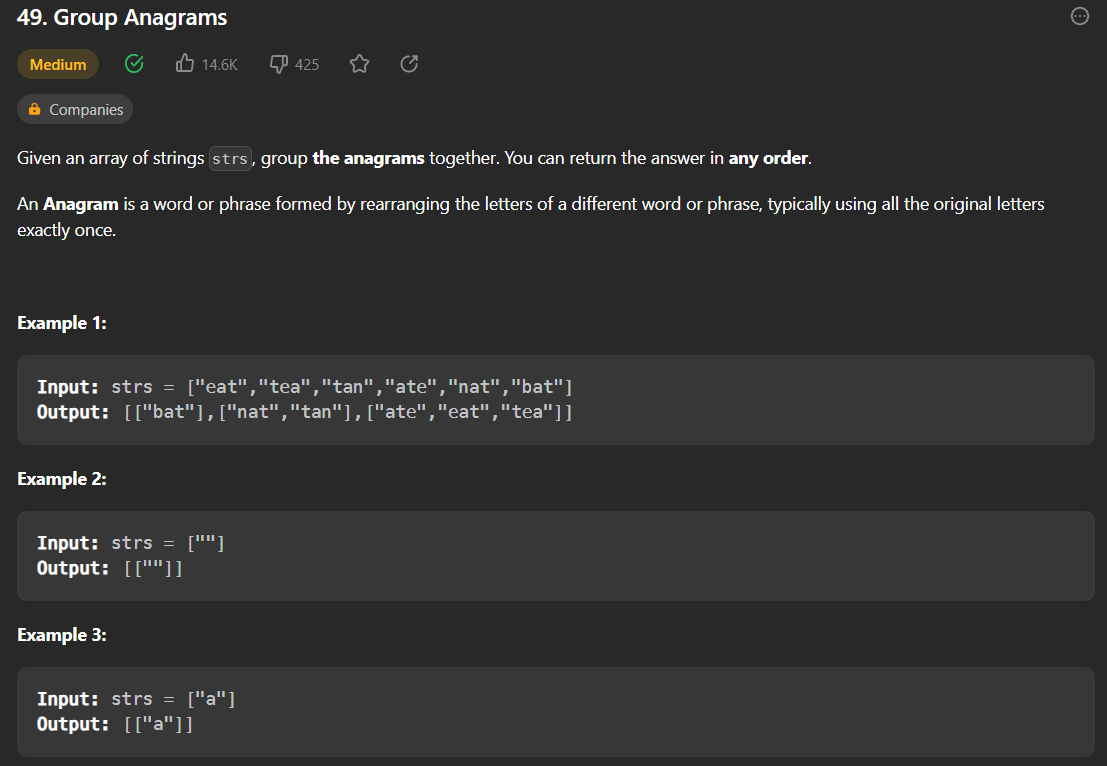 49. Group Anagrams
Medium 14.6K 425
Companies
Given an array of strings strs, group the anagrams together. You can return the answer in any order.
An Anagram is a word or phrase formed by rearranging the letters of a different word or phrase, typically using all the original letters
exactly once.
Example 1:
Input: strs = ["eat","tea","tan","ate","nat","bat"]
Output: [["bat"],["nat","tan"],["ate","eat","tea"]]
Example 2:
Input: strs = [""]
Output: [[""]]
Example 3:
Input: strs = ["a"]
Output: [["a"]]